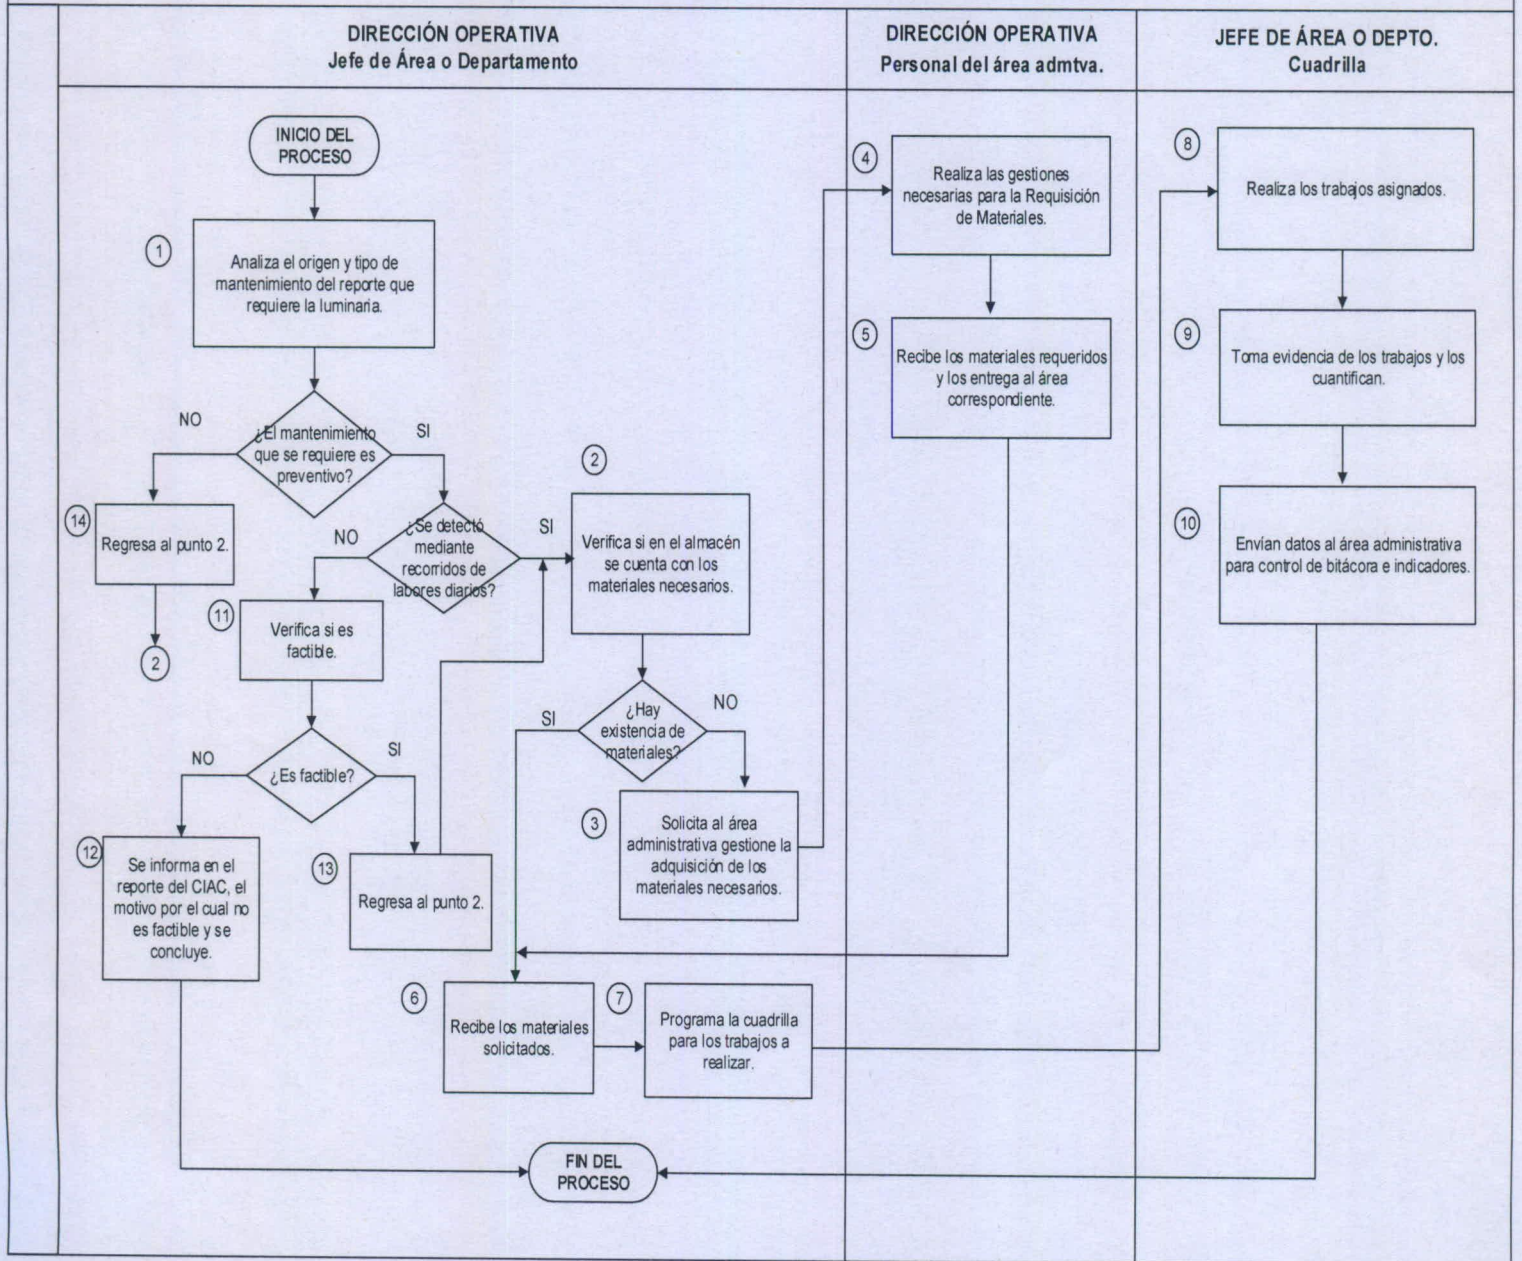 DIRECCIÓN OPERATIVA
Jefe de Área o Departamento
DIRECCIÓN OPERATIVA
Personal del área admtva.
JEFE DE ÁREA O DEPTO.
Cuadrilla
INICIO DEL
PROCESO
1
Analiza el origen y tipo de
mantenimiento del reporte que
requiere la luminaria.
NO
¿El mantenimiento
que se requiere es
preventivo?
SI
14
Regresa al punto 2.
2
NO
¿Se detectó
mediante
recorridos de
labores diarios?
SI
11
Verifica si es
factible.
NO
¿Es factible?
SI
12
Se informa en el
reporte del CIAC, el
motivo por el cual no
es factible y se
concluye.
13
Regresa al punto 2.
2
Verifica si en el almacén
se cuenta con los
materiales necesarios.
SI
¿Hay
existencia de
materiales?
NO
3
Solicita al área
administrativa gestione la
adquisición de los
materiales necesarios.
6
Recibe los materiales
solicitados.
7
Programa la cuadrilla
para los trabajos a
realizar.
FIN DEL
PROCESO
4
Realiza las gestiones
necesarias para la Requisición
de Materiales.
5
Recibe los materiales requeridos
y los entrega al área
correspondiente.
8
Realiza los trabajos asignados.
9
Toma evidencia de los trabajos y los
cuantifican.
10
Envían datos al área administrativa
para control de bitácora e indicadores.